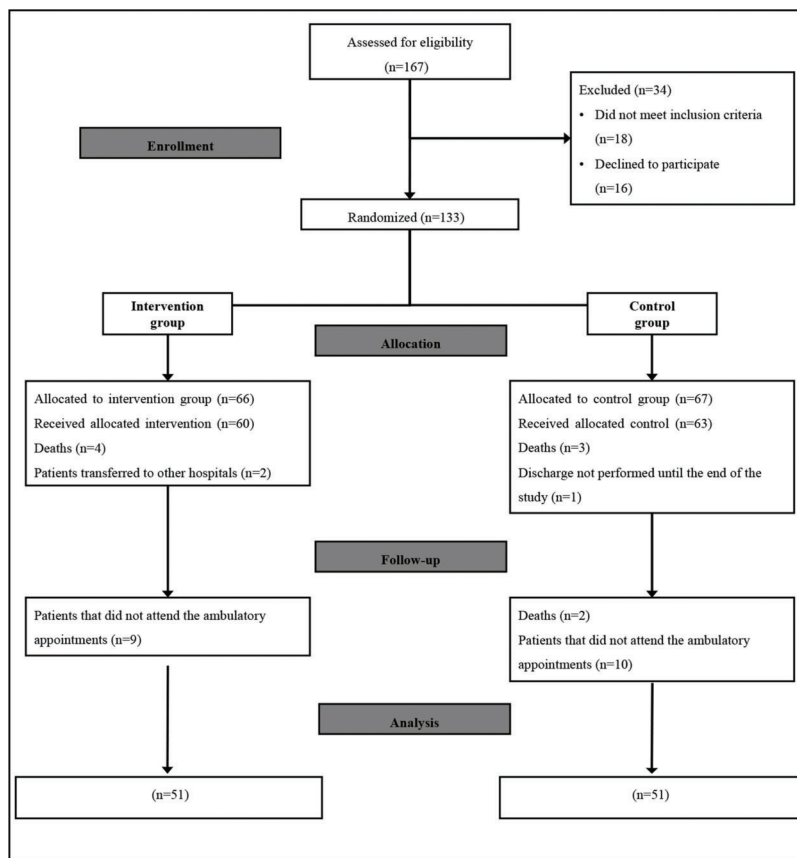 Assessed for eligibility
(n=167)
Excluded (n=34)
• Did not meet inclusion criteria
(n=18)
• Declined to participate
(n=16)
Enrollment
Randomized (n=133)
Intervention
group
Control
group
Allocation
Allocated to intervention group (n=66)
Received allocated intervention (n=60)
Deaths (n=4)
Patients transferred to other hospitals (n=2)
Allocated to control group (n=67)
Received allocated control (n=63)
Deaths (n=3)
Discharge not performed until the end of the
study (n=1)
Follow-up
Patients that did not attend the ambulatory
appointments (n=9)
Deaths (n=2)
Patients that did not attend the ambulatory
appointments (n=10)
Analysis
(n=51)
(n=51)